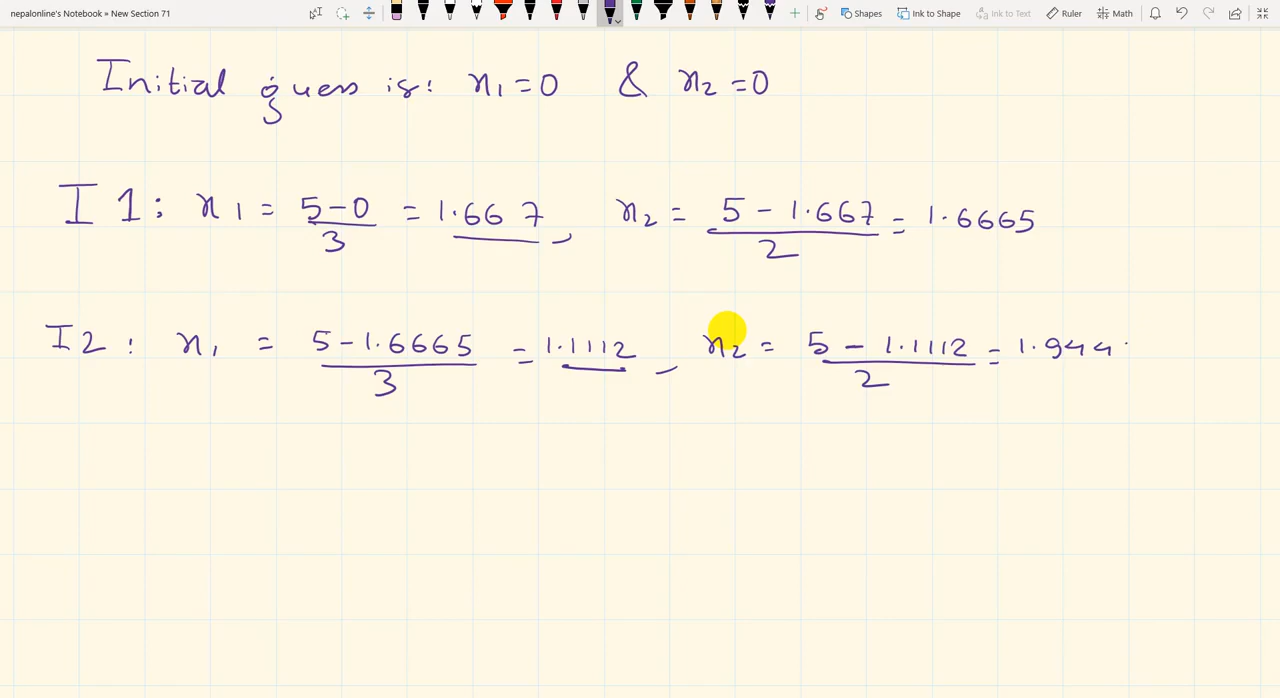 nepalonline's Notebook » New Section 71
Shapes Ink to Shape Ink to Text Ruler Math
Initial guess is: x1 = 0 & x2 = 0
I 1: x1 = 5-0/3 = 1.667, x2 = 5-1.667/2 = 1.6665
I2: x1 = 5-1.6665/3 = 1.1112, x2 = 5-1.1112/2 = 1.944